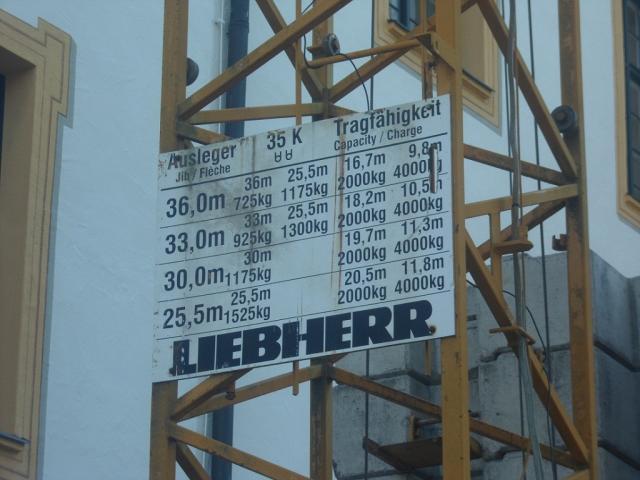 Ausleger 35 K Tragfähigkeit
Jib / Flèche Capacity / Charge
36,0m 36m 25,5m 16,7m 9,8m
725kg 1175kg 2000kg 4000kg
33,0m 33m 25,5m 18,2m 10,5m
925kg 1300kg 2000kg 4000kg
30,0m 30m 19,7m 11,3m
1175kg 2000kg 4000kg
25,5m 25,5m 20,5m 11,8m
1525kg 2000kg 4000kg
LIEBHERR